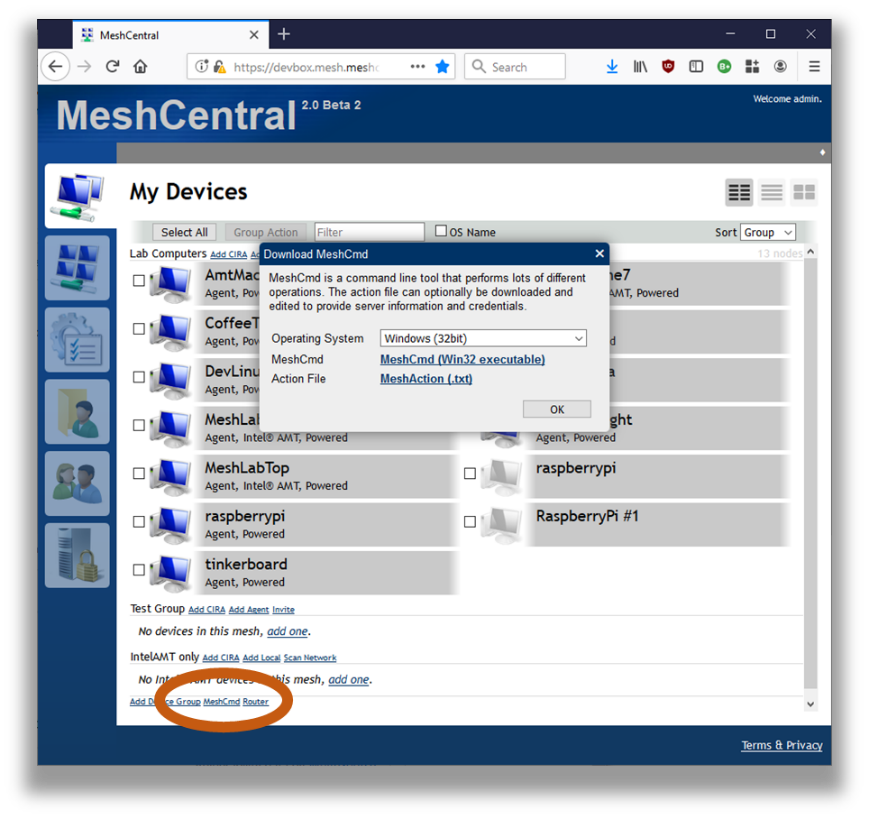 MeshCentral
https://devbox.mesh.mesh
Search
MeshCentral 2.0 Beta 2
Welcome admin.
My Devices
Select All Group Action Filter OS Name Sort Group
Lab Computers Add CIRA 13 nodes
Download MeshCmd
MeshCmd is a command line tool that performs lots of different
operations. The action file can optionally be downloaded and
edited to provide server information and credentials.
Operating System Windows (32bit)
MeshCmd MeshCmd (Win32 executable)
Action File MeshAction (.txt)
OK
AmtMac
Agent, Pow
ne7
AMT, Powered
CoffeeT
Agent, Pow
d
DevLinu
Agent, Pow
a
MeshLa
Agent, Intel® AMT, Powered
ght
Agent, Powered
MeshLabTop
Agent, Intel® AMT, Powered
raspberrypi
raspberrypi
Agent, Powered
RaspberryPi #1
tinkerboard
Agent, Powered
Test Group Add CIRA Add Agent Invite
No devices in this mesh, add one.
IntelAMT only Add CIRA Add Local Scan Network
No Intel AMT devices in this mesh, add one.
Add Device Group MeshCmd Router
Terms & Privacy